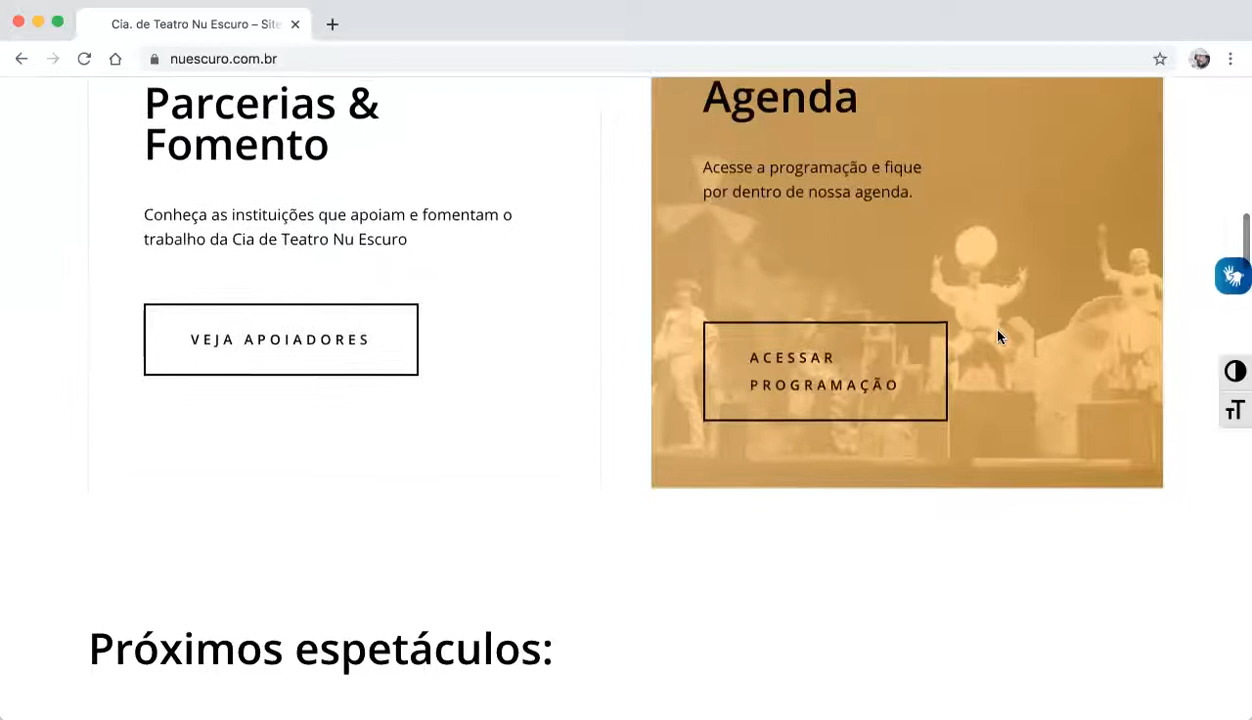 Cia. de Teatro Nu Escuro – Site
nuescuro.com.br
Parcerias &
Fomento
Conheça as instituições que apoiam e fomentam o
trabalho da Cia de Teatro Nu Escuro
VEJA APOIADORES
Agenda
Acesse a programação e fique
por dentro de nossa agenda.
ACESSAR
PROGRAMAÇÃO
TT
Próximos espetáculos: